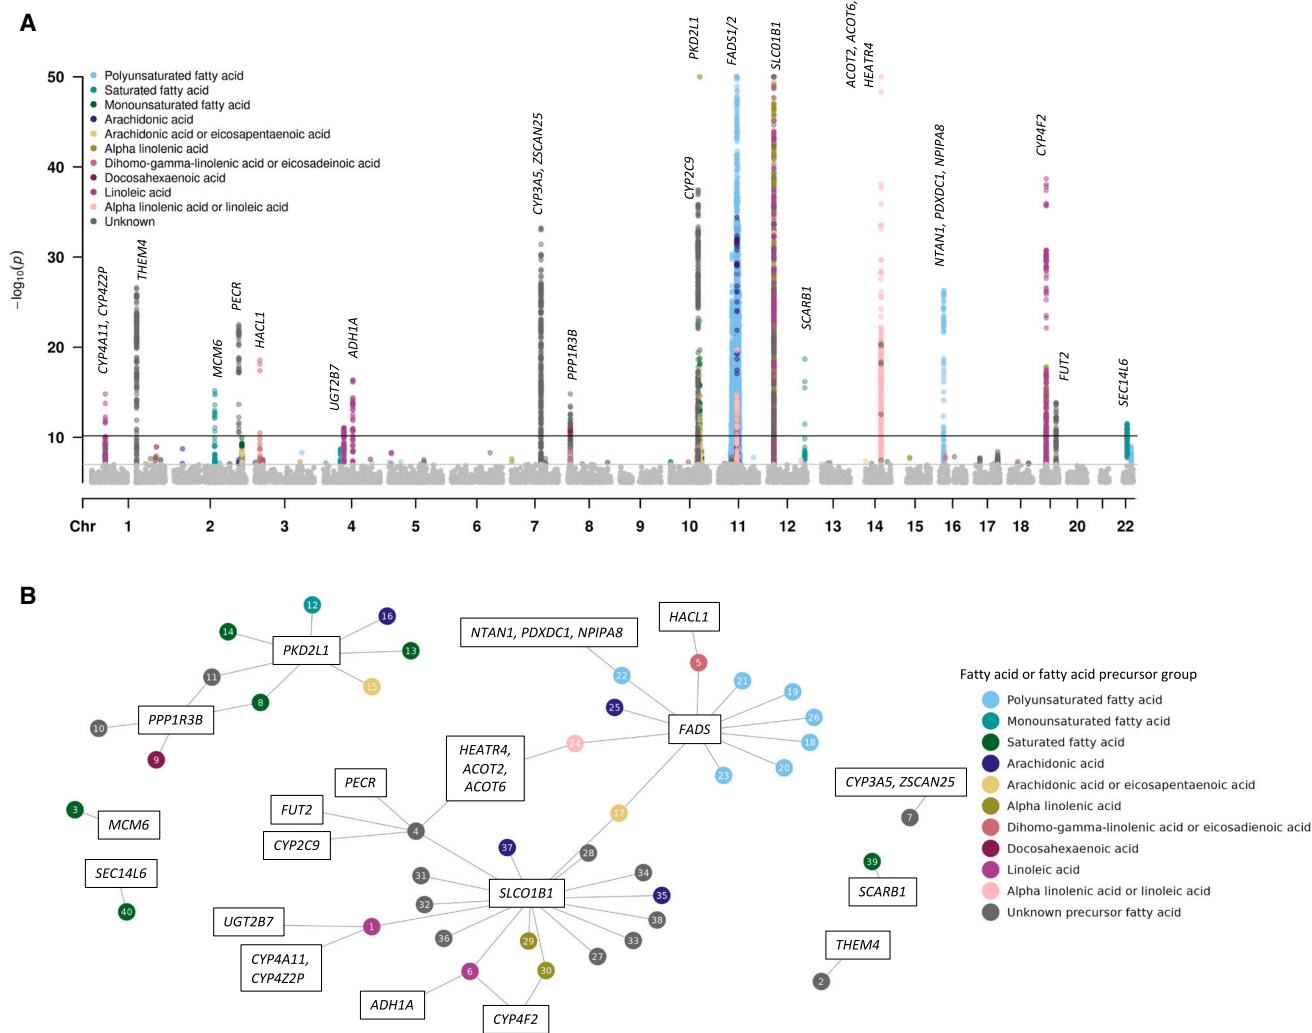 A
ACOT2, ACOT6,
HEATR4
PKD2L1
FADS1/2
SLC01B1
50
Polyunsaturated fatty acid
Saturated fatty acid
Monounsaturated fatty acid
Arachidonic acid
Arachidonic acid or eicosapentaenoic acid
Alpha linolenic acid
Dihomo-gamma-linolenic acid or eicosadeinoic acid
Docosahexaenoic acid
Linoleic acid
Alpha linolenic acid or linoleic acid
Unknown
40
30
20
10
−log10(p)
CYP4A11, CYP4Z2P
THEM4
MCM6
PECR
HACL1
UGT2B7
ADH1A
CYP3A5, ZSCAN25
PPP1R3B
CYP2C9
SCARB1
NTAN1, PDXDC1, NPIPA8
CYP4F2
FUT2
SEC14L6
Chr 1 2 3 4 5 6 7 8 9 10 11 12 13 14 15 16 17 18 20 22
B
12
16
14
PKD2L1
13
11
15
8
PPP1R3B
10
9
NTAN1, PDXDC1, NPIPA8
HACL1
5
22
21
19
25
26
FADS
18
24
20
23
HEATR4,
ACOT2,
ACOT6
PECR
FUT2
4
CYP2C9
17
3
MCM6
SEC14L6
40
37
28
31
34
SLCO1B1
35
32
38
UGT2B7
1
36
29
33
27
CYP4A11,
CYP4Z2P
6
30
ADH1A
CYP4F2
CYP3A5, ZSCAN25
7
39
SCARB1
THEM4
2
Fatty acid or fatty acid precursor group
Polyunsaturated fatty acid
Monounsaturated fatty acid
Saturated fatty acid
Arachidonic acid
Arachidonic acid or eicosapentaenoic acid
Alpha linolenic acid
Dihomo-gamma-linolenic acid or eicosadienoic acid
Docosahexaenoic acid
Linoleic acid
Alpha linolenic acid or linoleic acid
Unknown precursor fatty acid